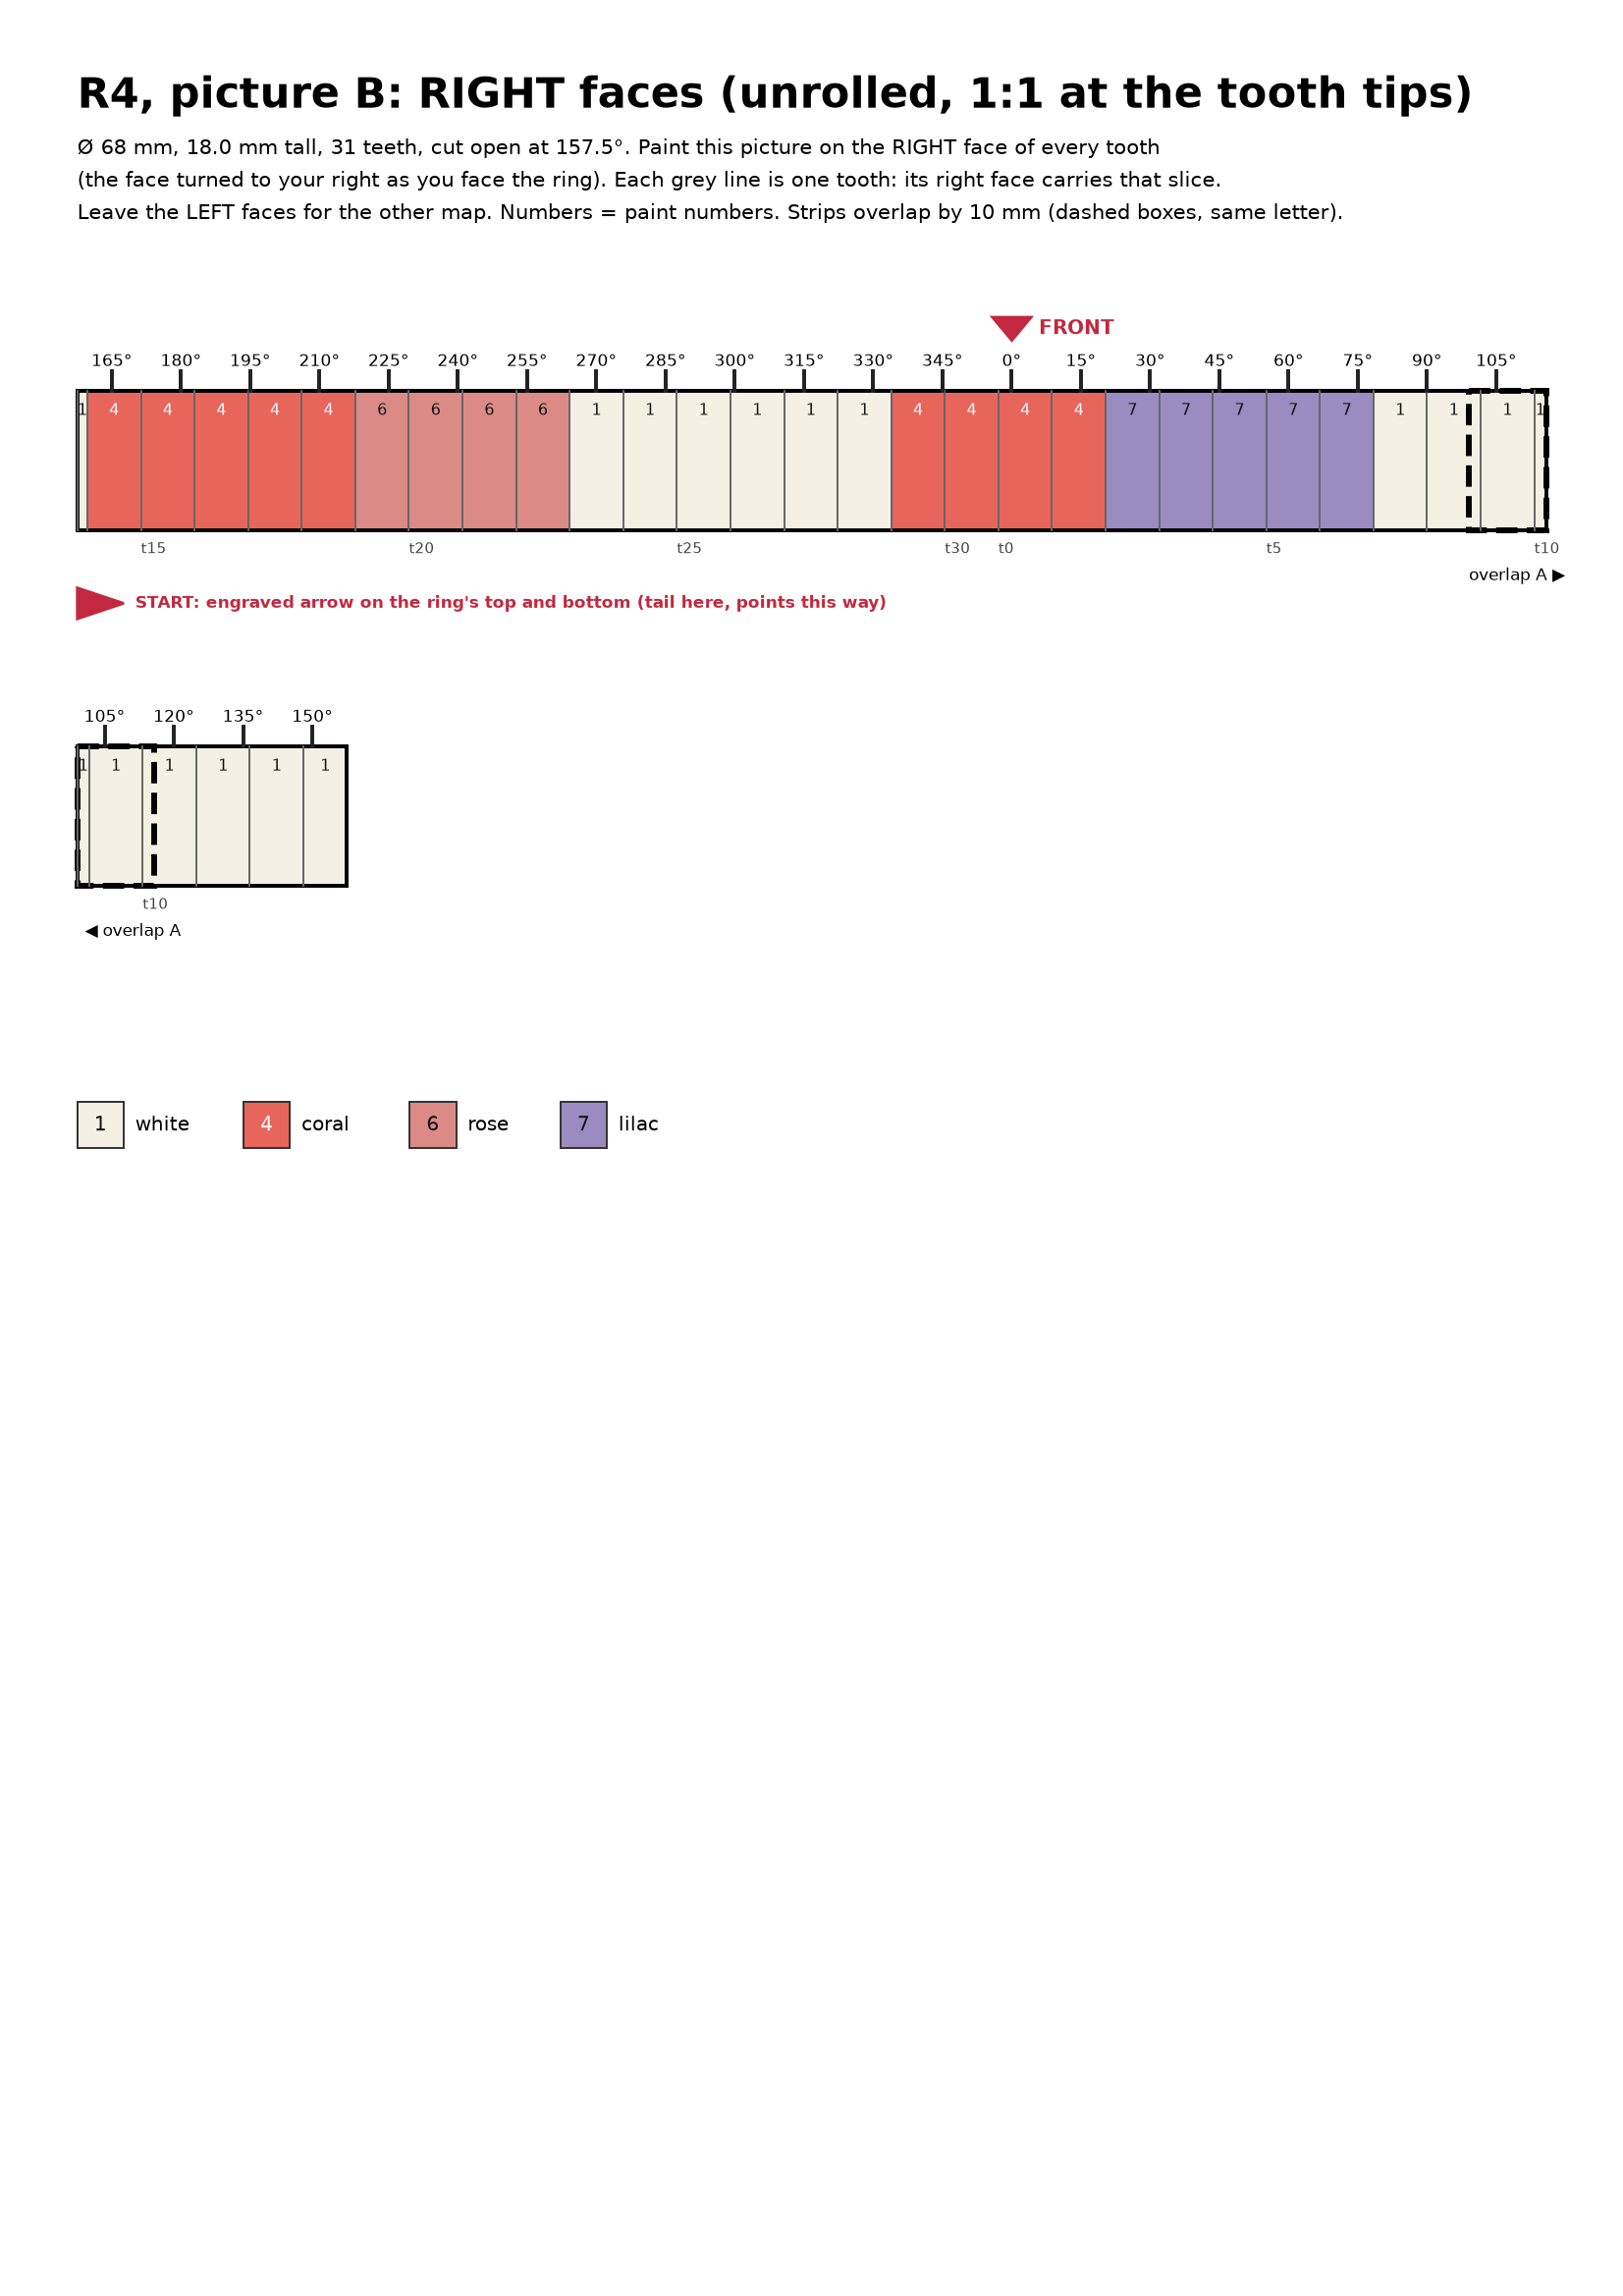 R4, picture B: RIGHT faces (unrolled, 1:1 at the tooth tips)
Ø 68 mm, 18.0 mm tall, 31 teeth, cut open at 157.5°. Paint this picture on the RIGHT face of every tooth
(the face turned to your right as you face the ring). Each grey line is one tooth: its right face carries that slice.
Leave the LEFT faces for the other map. Numbers = paint numbers. Strips overlap by 10 mm (dashed boxes, same letter).
FRONT
165° 180° 195° 210° 225° 240° 255° 270° 285° 300° 315° 330° 345° 0° 15° 30° 45° 60° 75° 90° 105°
1 4 4 4 4 4 6 6 6 6 1 1 1 1 1 1 4 4 4 4 7 7 7 7 7 1 1 1 1
t15 t20 t25 t30 t0 t5 t10
overlap A ▶
START: engraved arrow on the ring's top and bottom (tail here, points this way)
105° 120° 135° 150°
1 1 1 1 1 1
t10
◀ overlap A
1 white 4 coral 6 rose 7 lilac